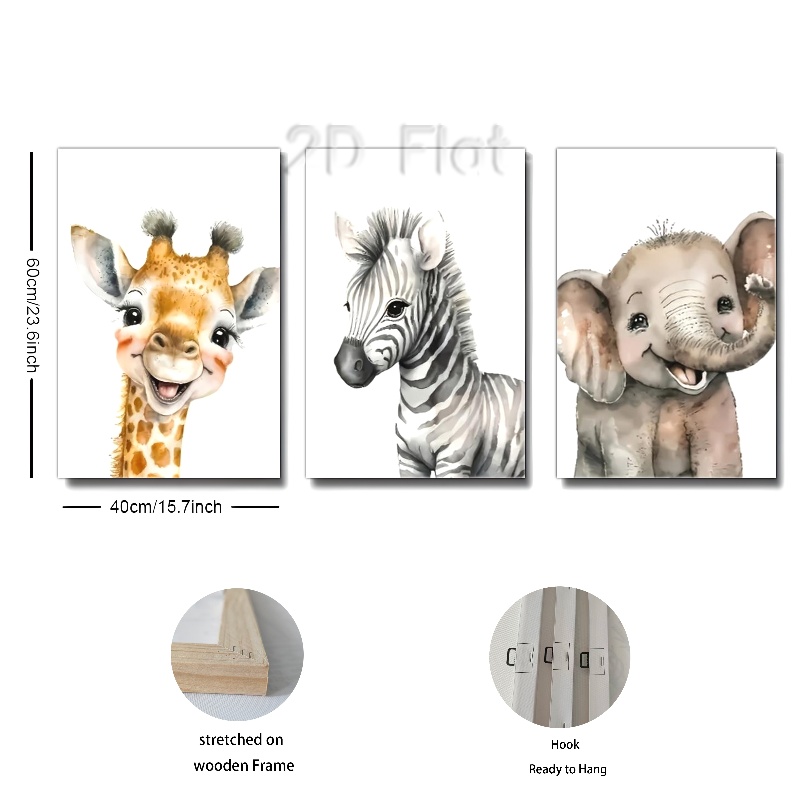 2D Flat
60cm/23.6inch
40cm/15.7inch
stretched on
wooden Frame
Hook
Ready to Hang